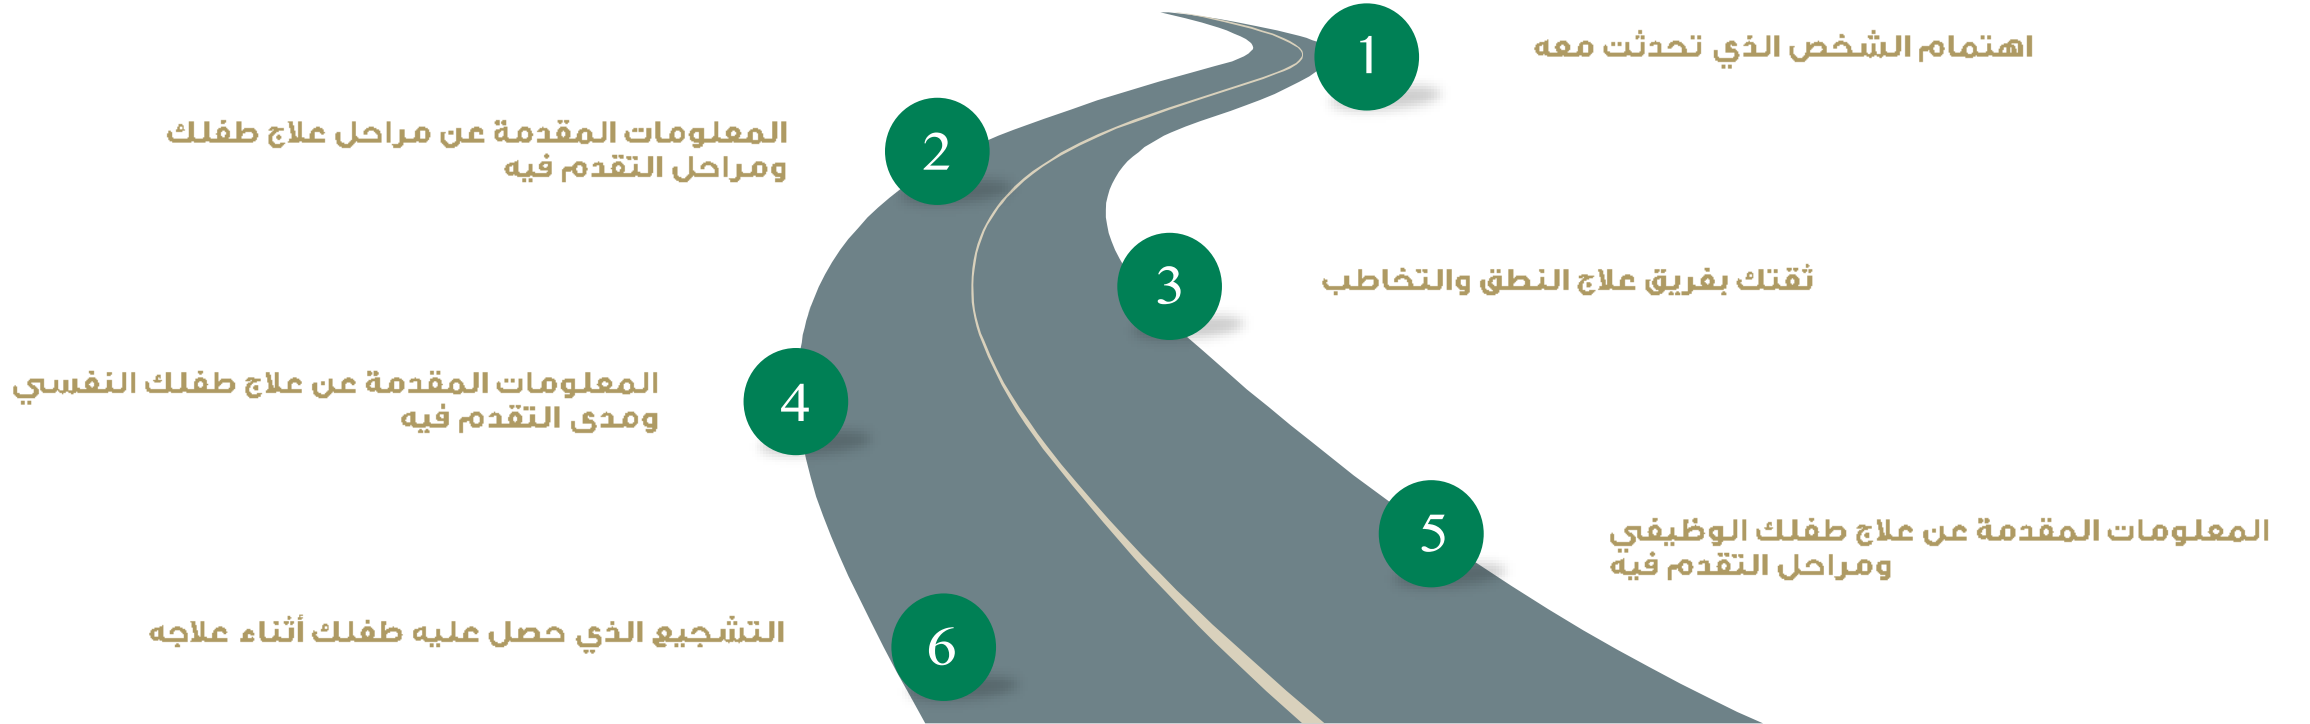 1
اهتمام الشخص الذي تحدثت معه
2
المعلومات المقدمة عن مراحل علاج طفلك
ومراحل التقدم فيه
3
ثقتك بفريق علاج النطق والتخاطب
4
المعلومات المقدمة عن علاج طفلك النفسي
ومدى التقدم فيه
5
المعلومات المقدمة عن علاج طفلك الوظيفي
ومراحل التقدم فيه
6
التشجيع الذي حصل عليه طفلك أثناء علاجه